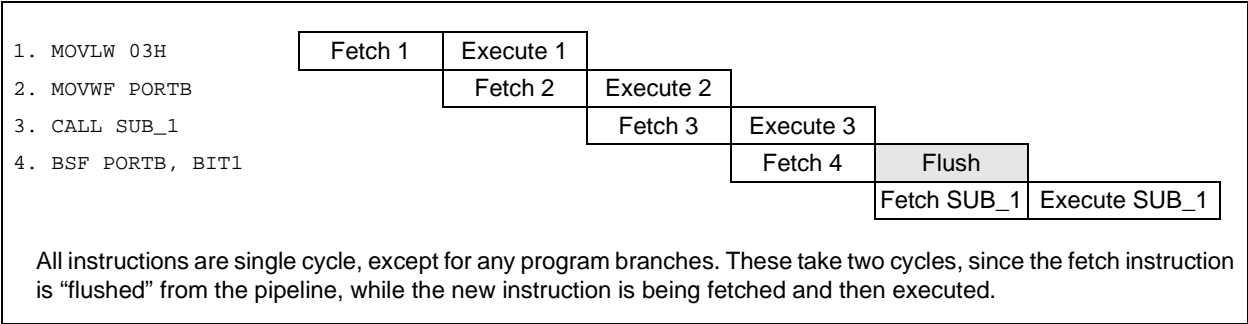 1. MOVLW 03H Fetch 1 Execute 1
2. MOVWF PORTB Fetch 2 Execute 2
3. CALL SUB_1 Fetch 3 Execute 3
4. BSF PORTB, BIT1 Fetch 4 Flush
Fetch SUB_1 Execute SUB_1
All instructions are single cycle, except for any program branches. These take two cycles, since the fetch instruction
is “flushed” from the pipeline, while the new instruction is being fetched and then executed.